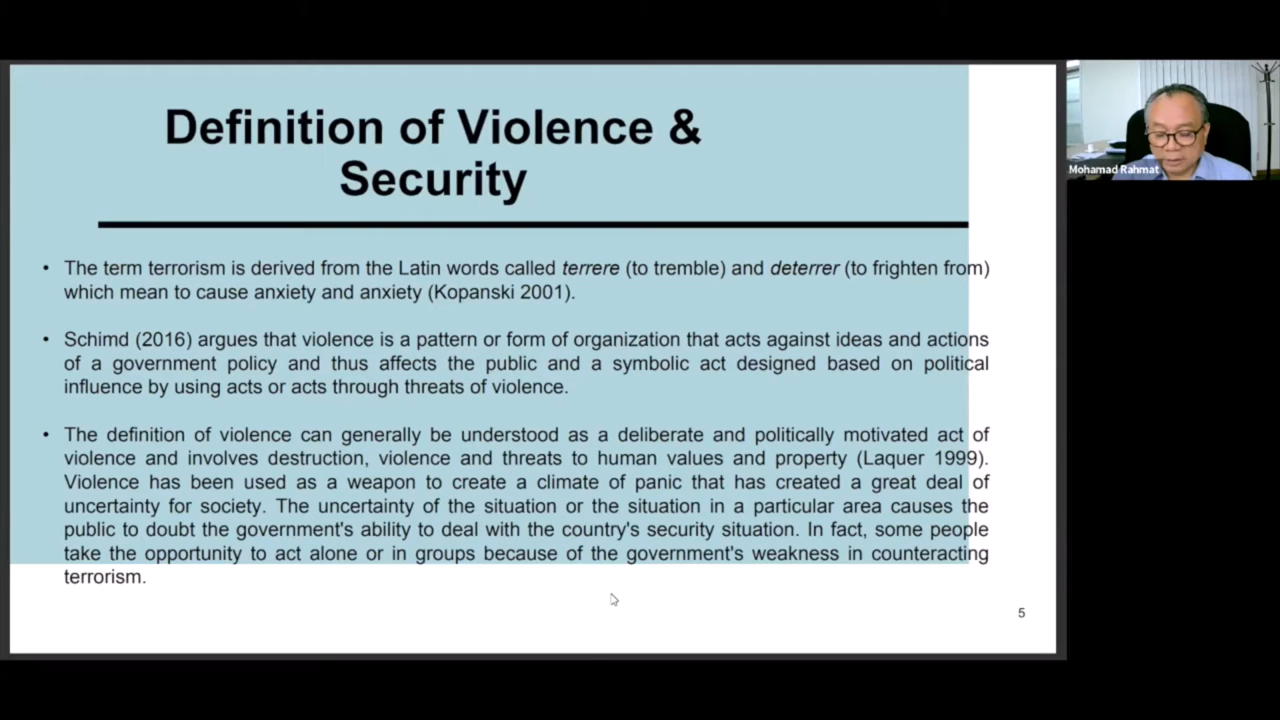 Definition of Violence &
Security
• The term terrorism is derived from the Latin words called terrere (to tremble) and deterrer (to frighten from)
which mean to cause anxiety and anxiety (Kopanski 2001).
• Schimd (2016) argues that violence is a pattern or form of organization that acts against ideas and actions
of a government policy and thus affects the public and a symbolic act designed based on political
influence by using acts or acts through threats of violence.
• The definition of violence can generally be understood as a deliberate and politically motivated act of
violence and involves destruction, violence and threats to human values and property (Laquer 1999).
Violence has been used as a weapon to create a climate of panic that has created a great deal of
uncertainty for society. The uncertainty of the situation or the situation in a particular area causes the
public to doubt the government's ability to deal with the country's security situation. In fact, some people
take the opportunity to act alone or in groups because of the government's weakness in counteracting
terrorism.
5
Mohamad Rahmat